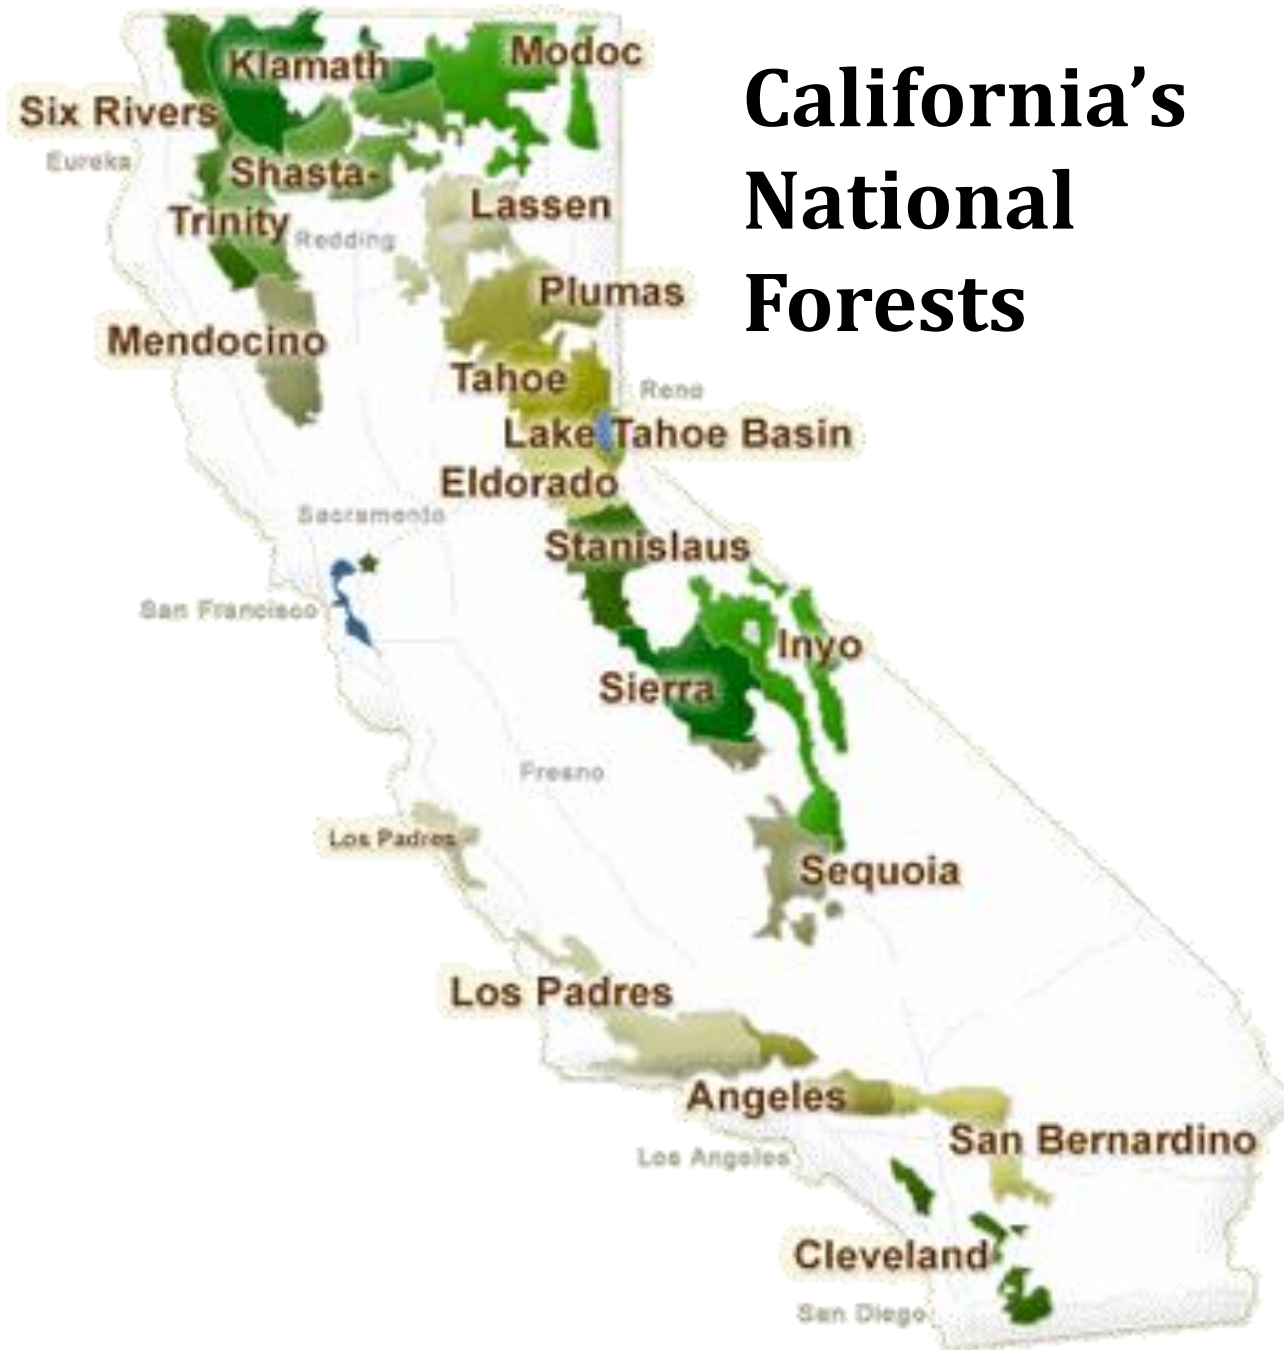 California’s
National
Forests
Klamath
Modoc
Six Rivers
Eureka
Shasta-
Trinity
Lassen
Redding
Plumas
Mendocino
Tahoe
Reno
Lake Tahoe Basin
Eldorado
Sacramento
Stanislaus
San Francisco
Inyo
Sierra
Fresno
Los Padres
Sequoia
Los Padres
Angeles
San Bernardino
Los Angeles
Cleveland
San Diego